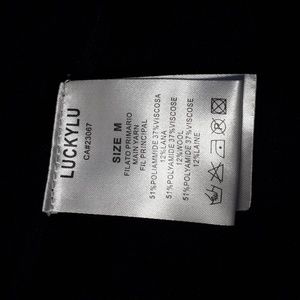 LUCKYLU
CA#23067
SIZE M
FILATO PRIMARIO
MAIN YARN
FIL PRINCIPAL
51%POLIAMMIDE 37%VISCOSA
12%LANA
51%POLYAMIDE 37%VISCOSE
12%WOOL
51%POLYAMIDE 37%VISCOSE
12%LAINE